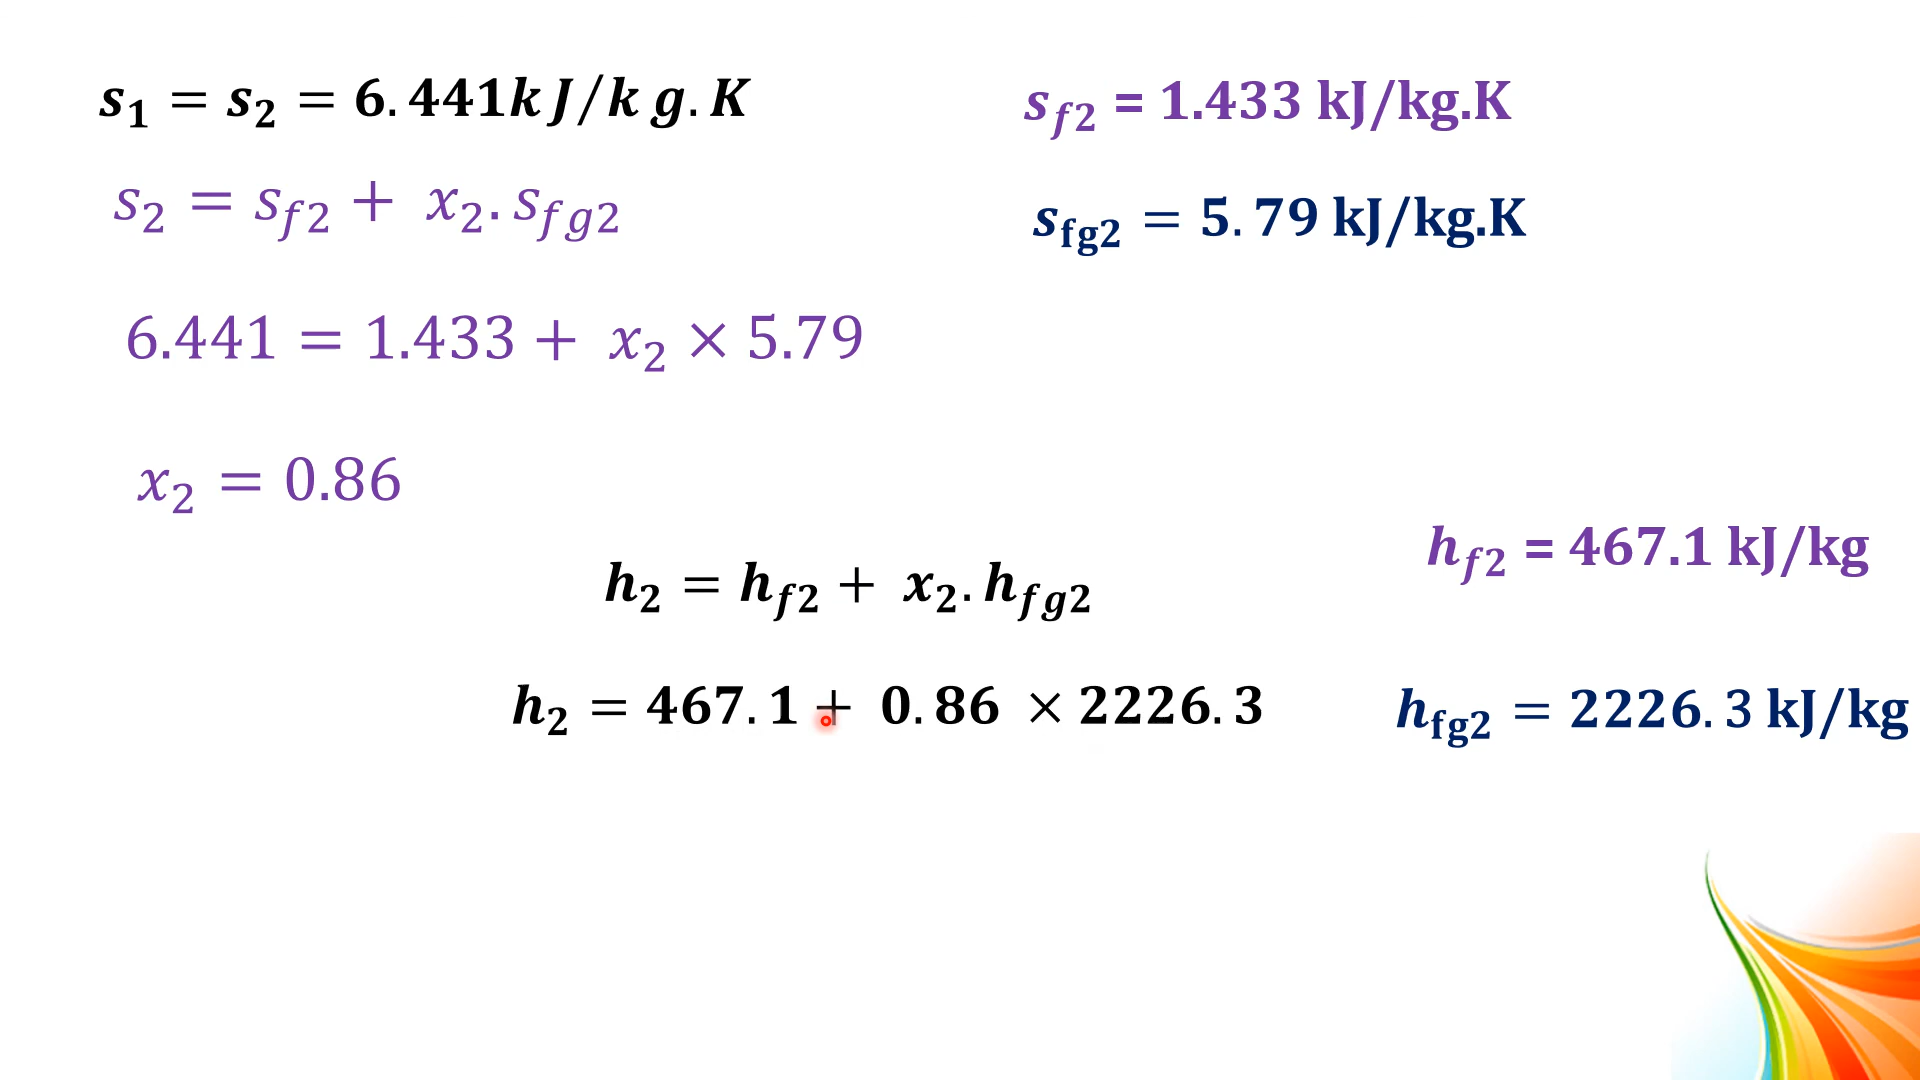 s₁ = s₂ = 6.441kJ/kg.K
s_f2 = 1.433 kJ/kg.K
s₂ = s_f2 + x₂.s_fg2
s_fg2 = 5.79 kJ/kg.K
6.441 = 1.433 + x₂ × 5.79
x₂ = 0.86
h_f2 = 467.1 kJ/kg
h₂ = h_f2 + x₂.h_fg2
h₂ = 467.1 + 0.86 × 2226.3
h_fg2 = 2226.3 kJ/kg